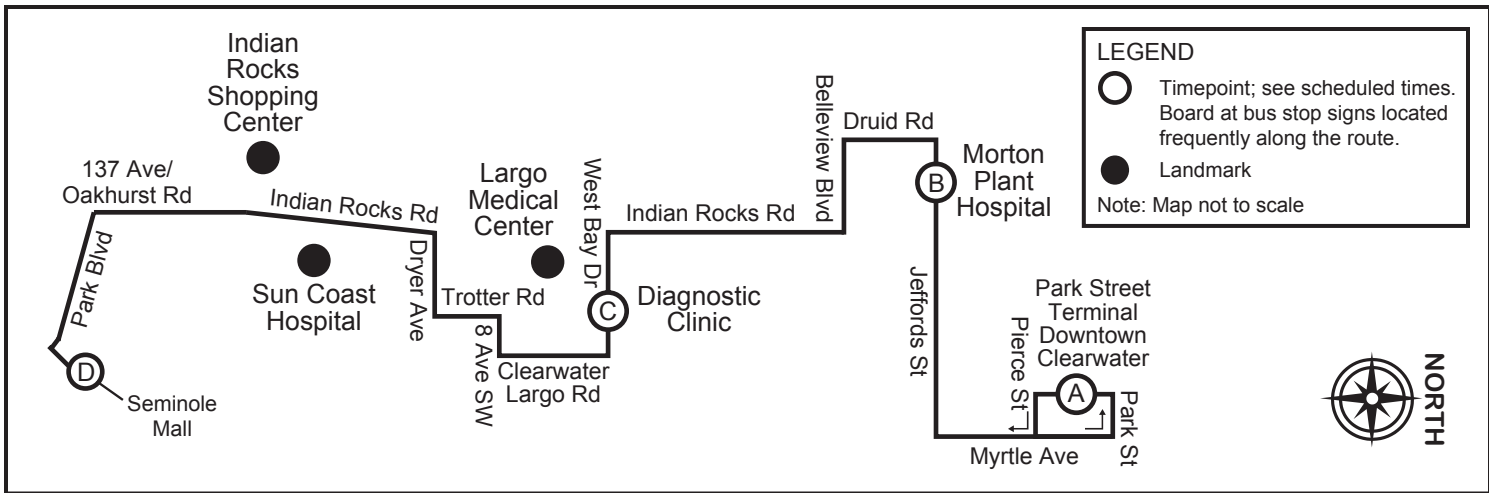 Indian
Rocks
Shopping
Center
137 Ave/
Oakhurst Rd
Indian Rocks Rd
Park Blvd
D
Seminole
Mall
Sun Coast
Hospital
Dryer Ave
Trotter Rd
8 Ave SW
Clearwater
Largo Rd
Largo
Medical
Center
West Bay Dr
C
Diagnostic
Clinic
Indian Rocks Rd
Belleview Blvd
Druid Rd
B
Morton
Plant
Hospital
Jeffords St
Park Street
Terminal
Downtown
Clearwater
Pierce St
A
Park St
Myrtle Ave
LEGEND
Timepoint; see scheduled times.
Board at bus stop signs located
frequently along the route.
Landmark
Note: Map not to scale
NORTH